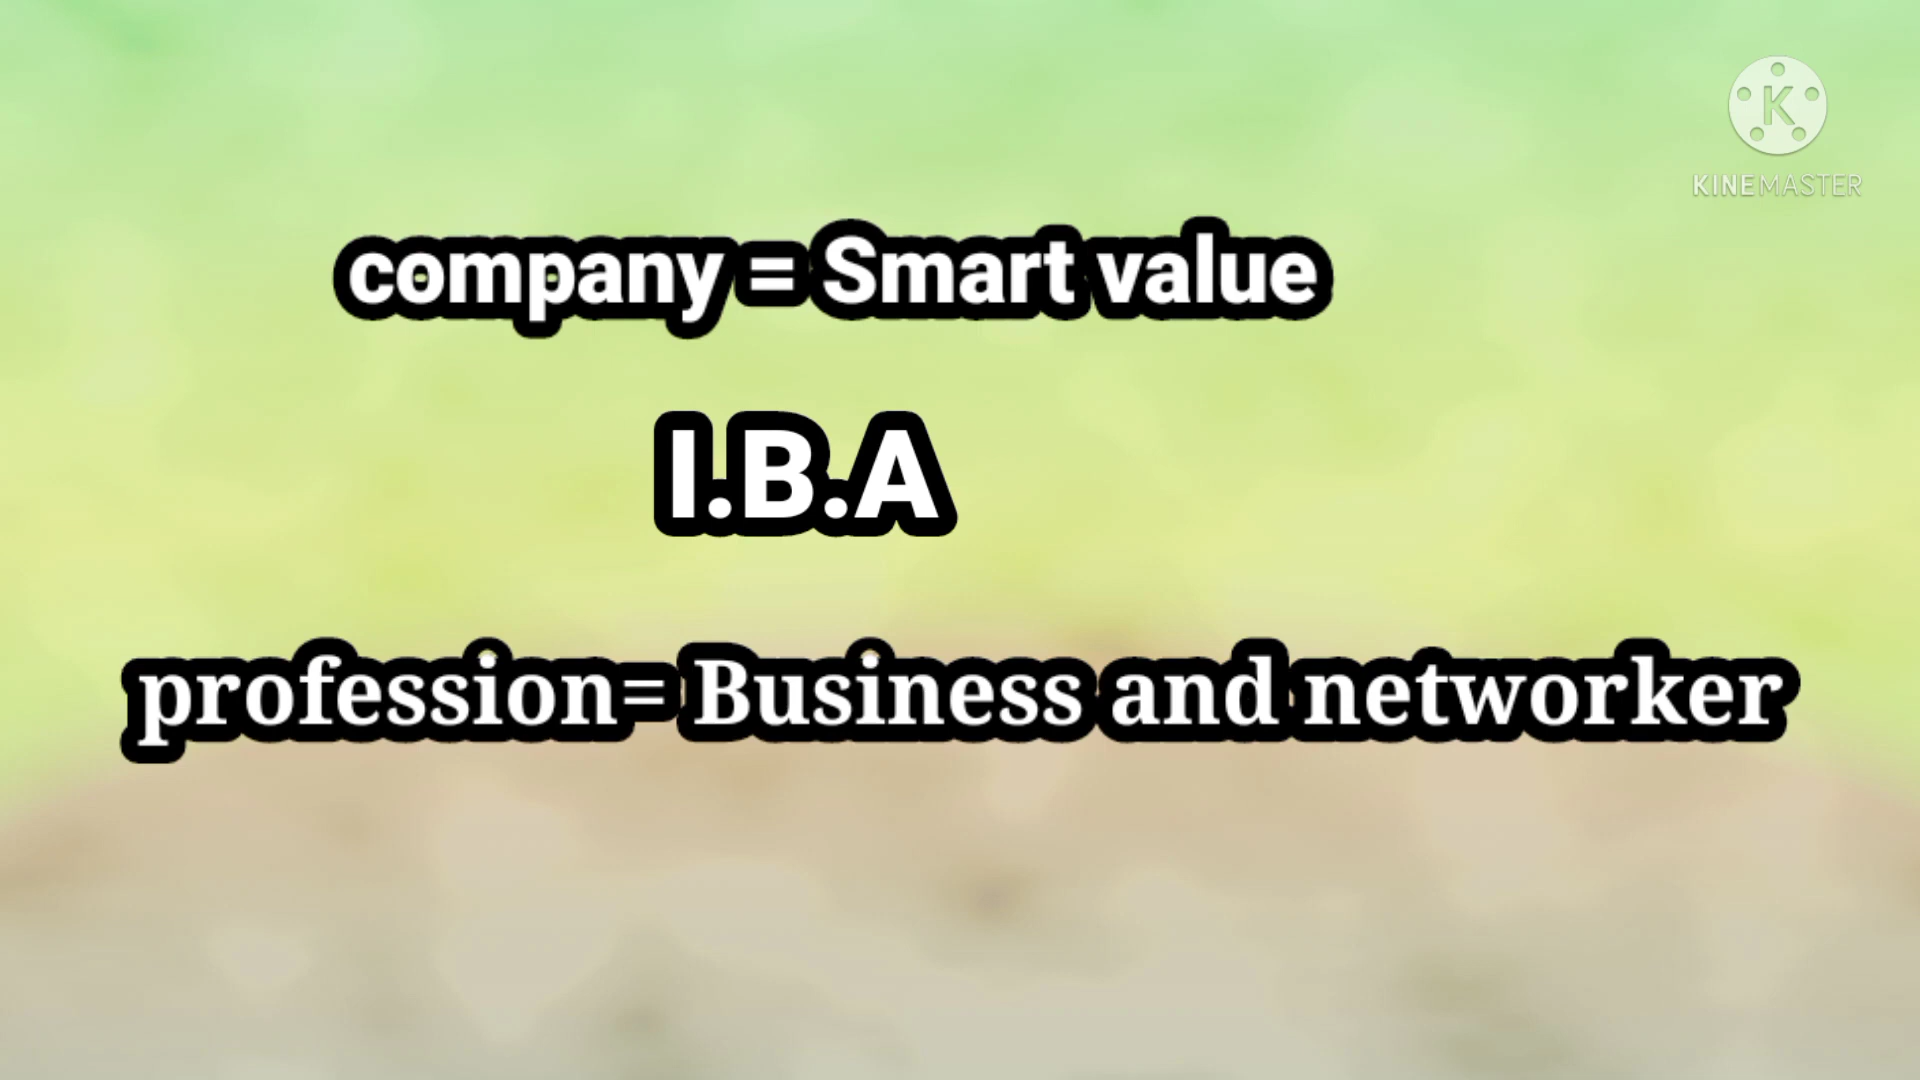 K
KINEMASTER
company = Smart value
I.B.A
profession= Business and networker